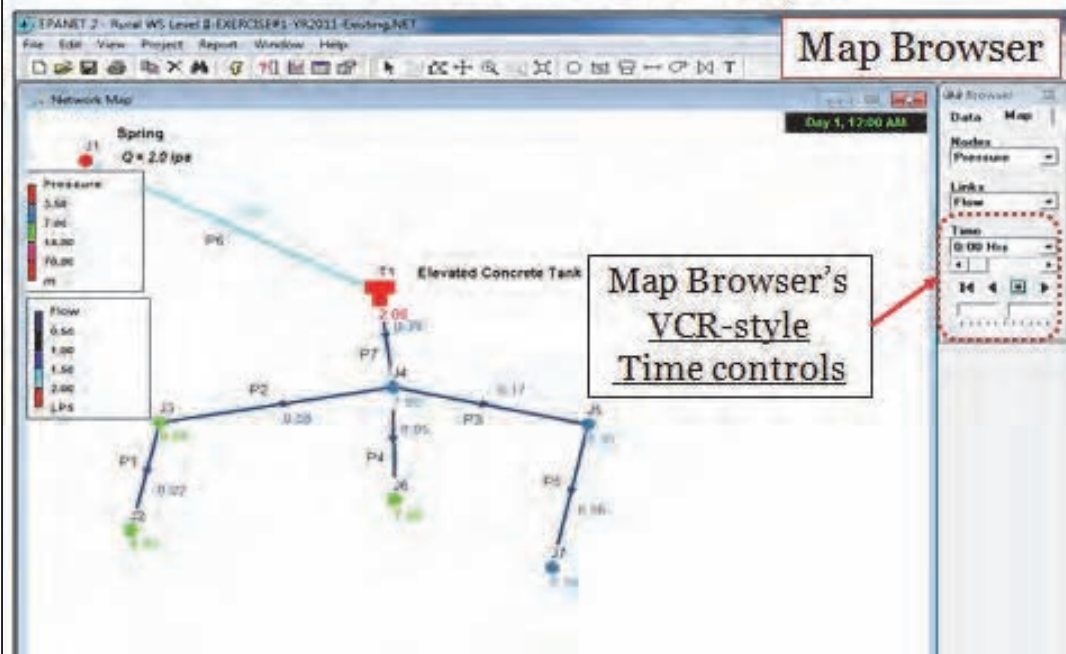 EPANET 2 - Rural WS Level II-EXERCISE#1-YR2011-Existing.NET
File Edit View Project Report Window Help
Map Browser
Network Map
Day 1, 12:00 AM
Browser
Data Map
Nodes
Pressure
Links
Flow
Time
0:00 Hrs
J1
Spring
Q = 2.0 lps
Pressure
3.50
7.00
70.00
m
P6
T1
Elevated Concrete Tank
2.00
Map Browser's
VCR-style
Time controls
Flow
0.50
1.00
1.50
2.00
LPS
P7
J4
P2
0.17
P3
J3
J5
0.05
P4
P1
0.02
J6
P5
J2
J7